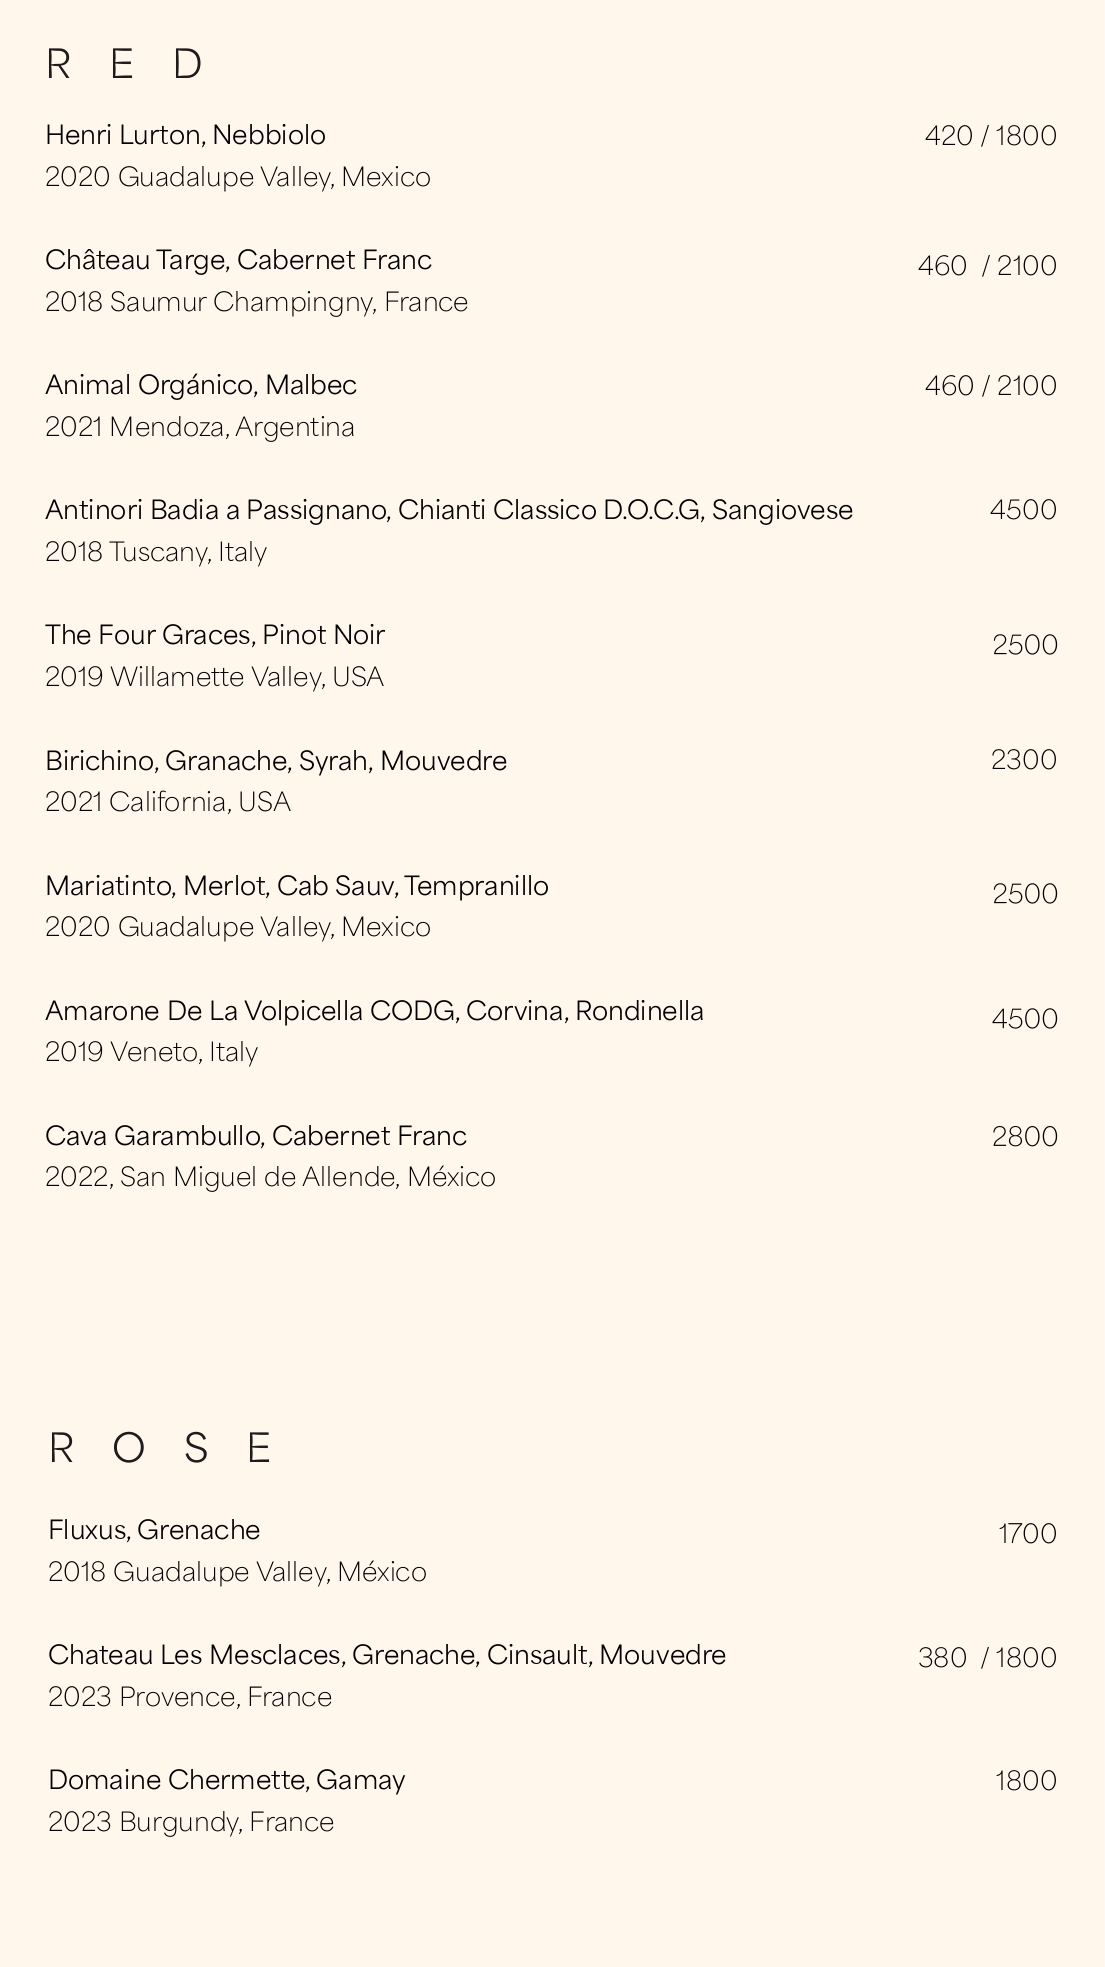 RED
Henri Lurton, Nebbiolo 420 / 1800
2020 Guadalupe Valley, Mexico
Château Targe, Cabernet Franc 460 / 2100
2018 Saumur Champingny, France
Animal Orgánico, Malbec 460 / 2100
2021 Mendoza, Argentina
Antinori Badia a Passignano, Chianti Classico D.O.C.G, Sangiovese 4500
2018 Tuscany, Italy
The Four Graces, Pinot Noir 2500
2019 Willamette Valley, USA
Birichino, Granache, Syrah, Mouvedre 2300
2021 California, USA
Mariatinto, Merlot, Cab Sauv, Tempranillo 2500
2020 Guadalupe Valley, Mexico
Amarone De La Volpicella CODG, Corvina, Rondinella 4500
2019 Veneto, Italy
Cava Garambullo, Cabernet Franc 2800
2022, San Miguel de Allende, México
ROSE
Fluxus, Grenache 1700
2018 Guadalupe Valley, México
Chateau Les Mesclaces, Grenache, Cinsault, Mouvedre 380 / 1800
2023 Provence, France
Domaine Chermette, Gamay 1800
2023 Burgundy, France